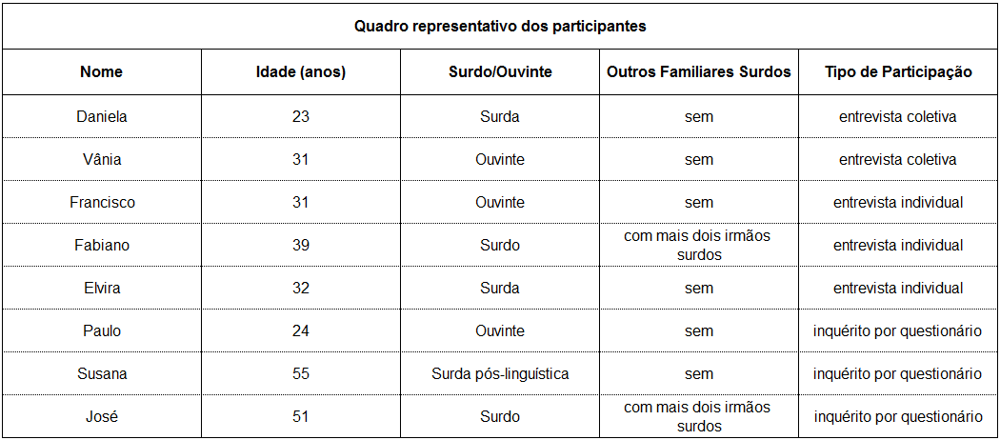 Quadro representativo dos participantes
Nome Idade (anos) Surdo/Ouvinte Outros Familiares Surdos Tipo de Participação
Daniela 23 Surda sem entrevista coletiva
Vânia 31 Ouvinte sem entrevista coletiva
Francisco 31 Ouvinte sem entrevista individual
Fabiano 39 Surdo com mais dois irmãos surdos entrevista individual
Elvira 32 Surda sem entrevista individual
Paulo 24 Ouvinte sem inquérito por questionário
Susana 55 Surda pós-linguística sem inquérito por questionário
José 51 Surdo com mais dois irmãos surdos inquérito por questionário